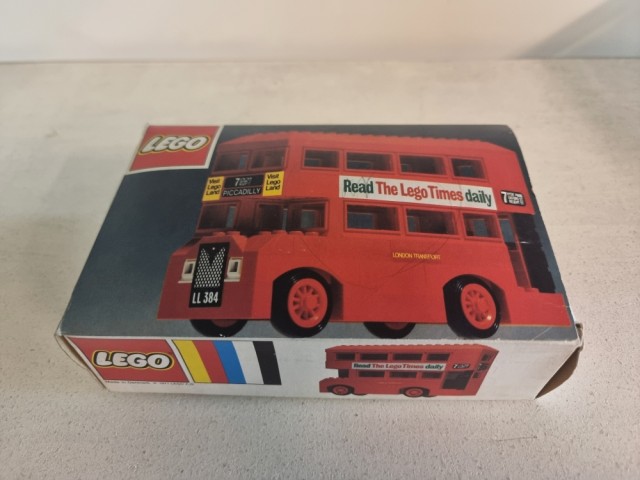 LEGO
Visit
Lego
Land
7
PICCADILLY
Visit
Lego
Land
Read The Lego Times daily
7
LONDON TRANSPORT
LL 384
LEGO
Read The Lego Times daily